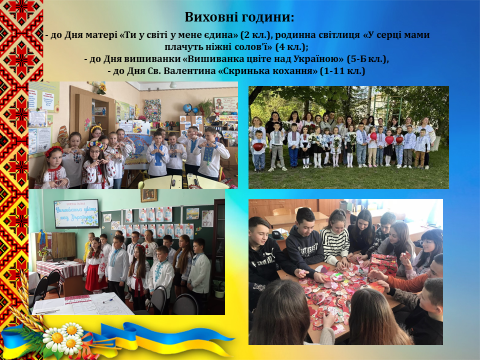 Виховні години:
- до Дня матері «Ти у світі у мене єдина» (2 кл.), родинна світлиця «У серці мами
плачуть ніжні солов’ї» (4 кл.);
- до Дня вишиванки «Вишиванка цвіте над Україною» (5-Б кл.),
- до Дня Св. Валентина «Скринька кохання» (1-11 кл.)